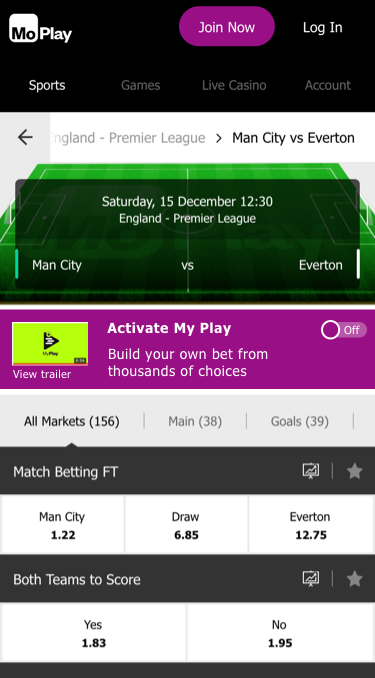 MoPlay
Join Now
Log In
Sports
Games
Live Casino
Account
ngland - Premier League > Man City vs Everton
Saturday, 15 December 12:30
England - Premier League
Man City
vs
Everton
MyPlay
View trailer
Activate My Play
Build your own bet from
thousands of choices
Off
All Markets (156)
Main (38)
Goals (39)
Match Betting FT
Man City
1.22
Draw
6.85
Everton
12.75
Both Teams to Score
Yes
1.83
No
1.95